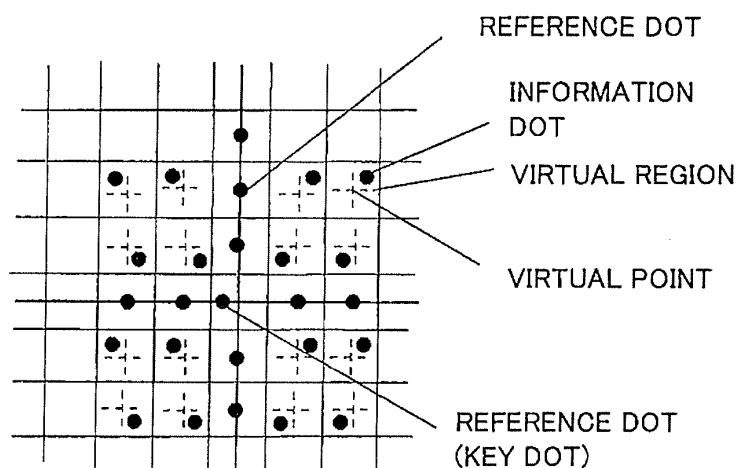 REFERENCE DOT
INFORMATION
DOT
VIRTUAL REGION
VIRTUAL POINT
REFERENCE DOT
(KEY DOT)